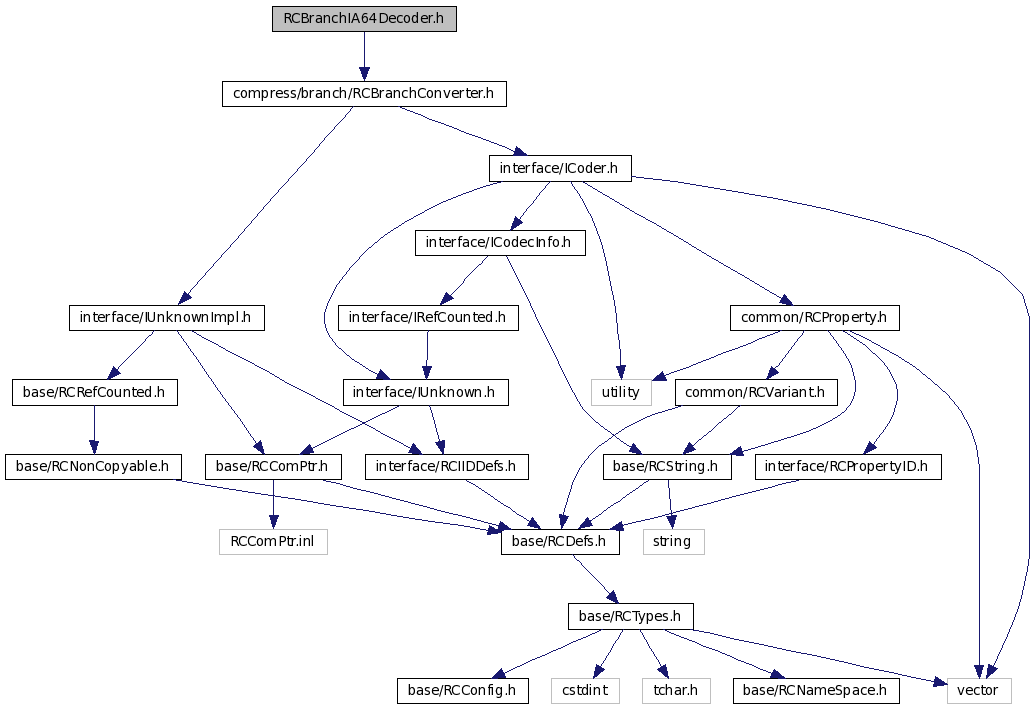 RCBranchIA64Decoder.h
compress/branch/RCBranchConverter.h
interface/ICoder.h
interface/ICodecInfo.h
interface/IUnknownImpl.h
interface/IRefCounted.h
common/RCProperty.h
base/RCRefCounted.h
interface/IUnknown.h
utility
common/RCVariant.h
base/RCNonCopyable.h
base/RCComPtr.h
interface/RCIIDDefs.h
base/RCString.h
interface/RCPropertyID.h
RCComPtr.inl
base/RCDefs.h
string
base/RCTypes.h
base/RCConfig.h
cstdint
tchar.h
base/RCNameSpace.h
vector